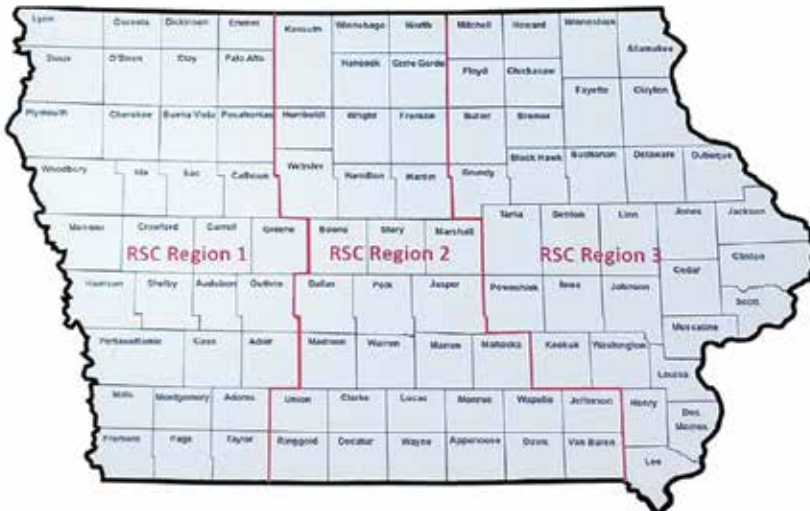 Lyon Osceola Dickinson Emmet Kossuth Winnebago Worth Mitchell Howard Winneshiek Allamakee
Sioux O'Brien Clay Palo Alto Hancock Cerro Gordo Floyd Chickasaw
Fayette Clayton
Plymouth Cherokee Buena Vista Pocahontas Humboldt Wright Franklin Butler Bremer
Woodbury Ida Sac Calhoun Webster Hamilton Hardin Grundy Black Hawk Buchanan Delaware Dubuque
Monona Crawford Carroll Greene Boone Story Marshall Tama Benton Linn Jones Jackson
RSC Region 1 RSC Region 2 RSC Region 3
Clinton
Cedar
Harrison Shelby Audubon Guthrie Dallas Polk Jasper Poweshiek Iowa Johnson Scott
Muscatine
Pottawattamie Cass Adair Madison Warren Marion Mahaska Keokuk Washington
Louisa
Mills Montgomery Adams Union Clarke Lucas Monroe Wapello Jefferson Henry Des
Moines
Fremont Page Taylor Ringgold Decatur Wayne Appanoose Davis Van Buren
Lee